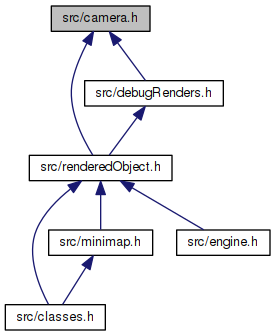 src/camera.h
src/debugRenders.h
src/renderedObject.h
src/minimap.h
src/engine.h
src/classes.h